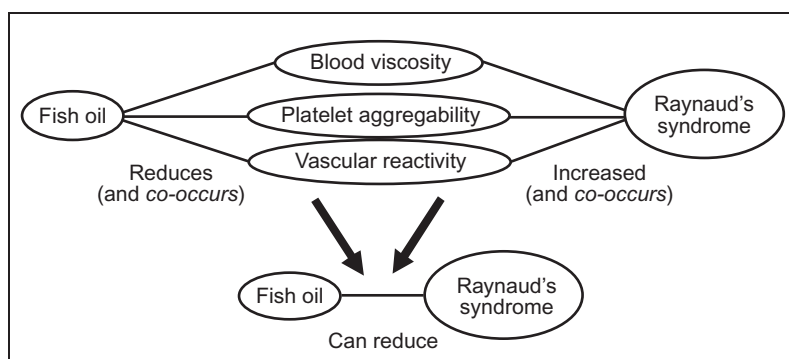 Blood viscosity
Fish oil
Platelet aggregability
Raynaud’s
syndrome
Vascular reactivity
Reduces
(and co-occurs)
Increased
(and co-occurs)
Fish oil
Raynaud’s
syndrome
Can reduce